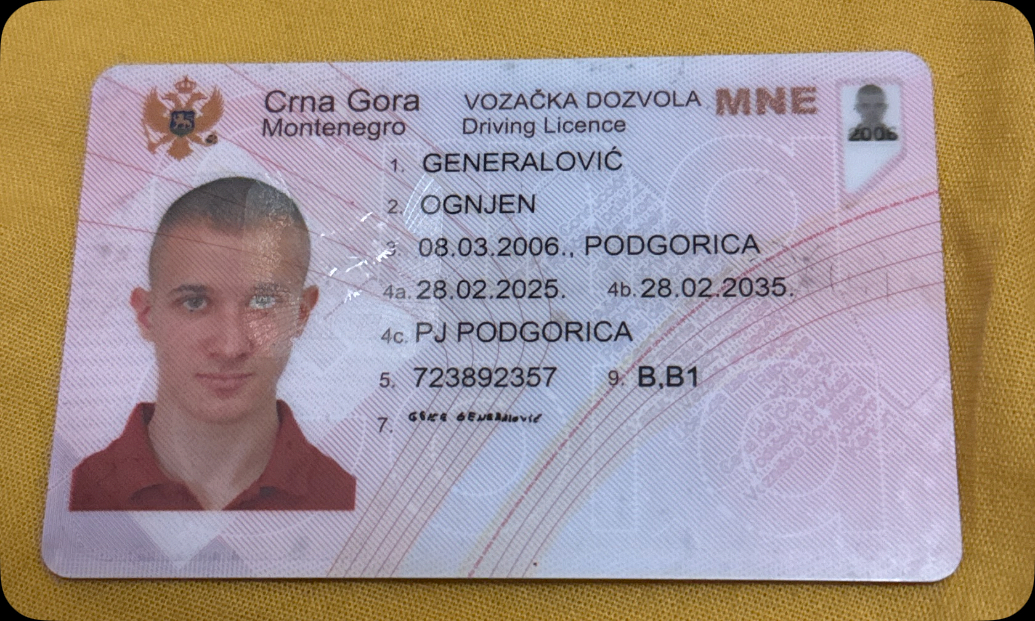 Crna Gora VOZAČKA DOZVOLA MNE
Montenegro Driving Licence
2006
1. GENERALOVIĆ
2. OGNJEN
3. 08.03.2006., PODGORICA
4a. 28.02.2025. 4b. 28.02.2035.
4c. PJ PODGORICA
5. 723892357 9. B,B1
7.